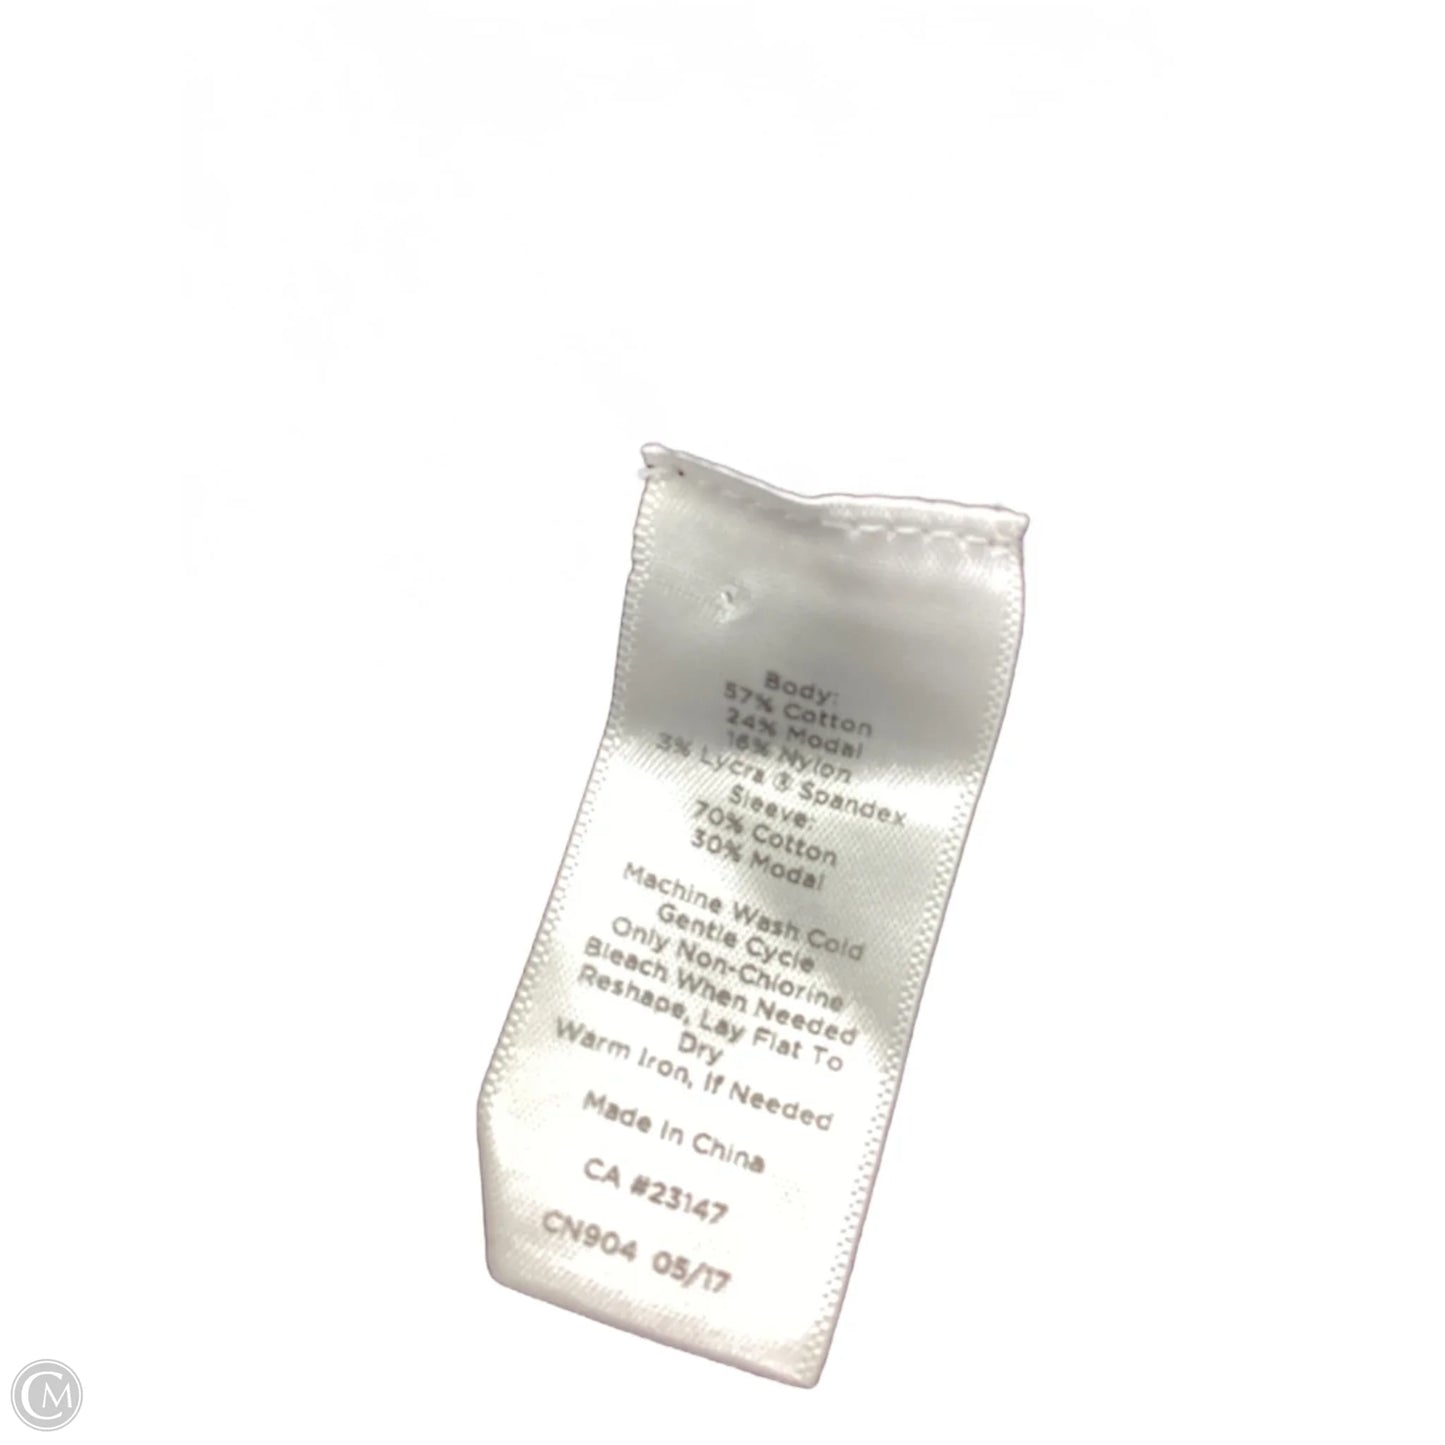 Body:
57% Cotton
24% Modal
16% Nylon
3% Lycra ® Spandex
Sleeve:
70% Cotton
30% Modal
Machine Wash Cold
Gentle Cycle
Only Non-Chlorine
Bleach When Needed
Reshape, Lay Flat To
Dry
Warm Iron, If Needed
Made In China
CA #23147
CN904 05/17
CM